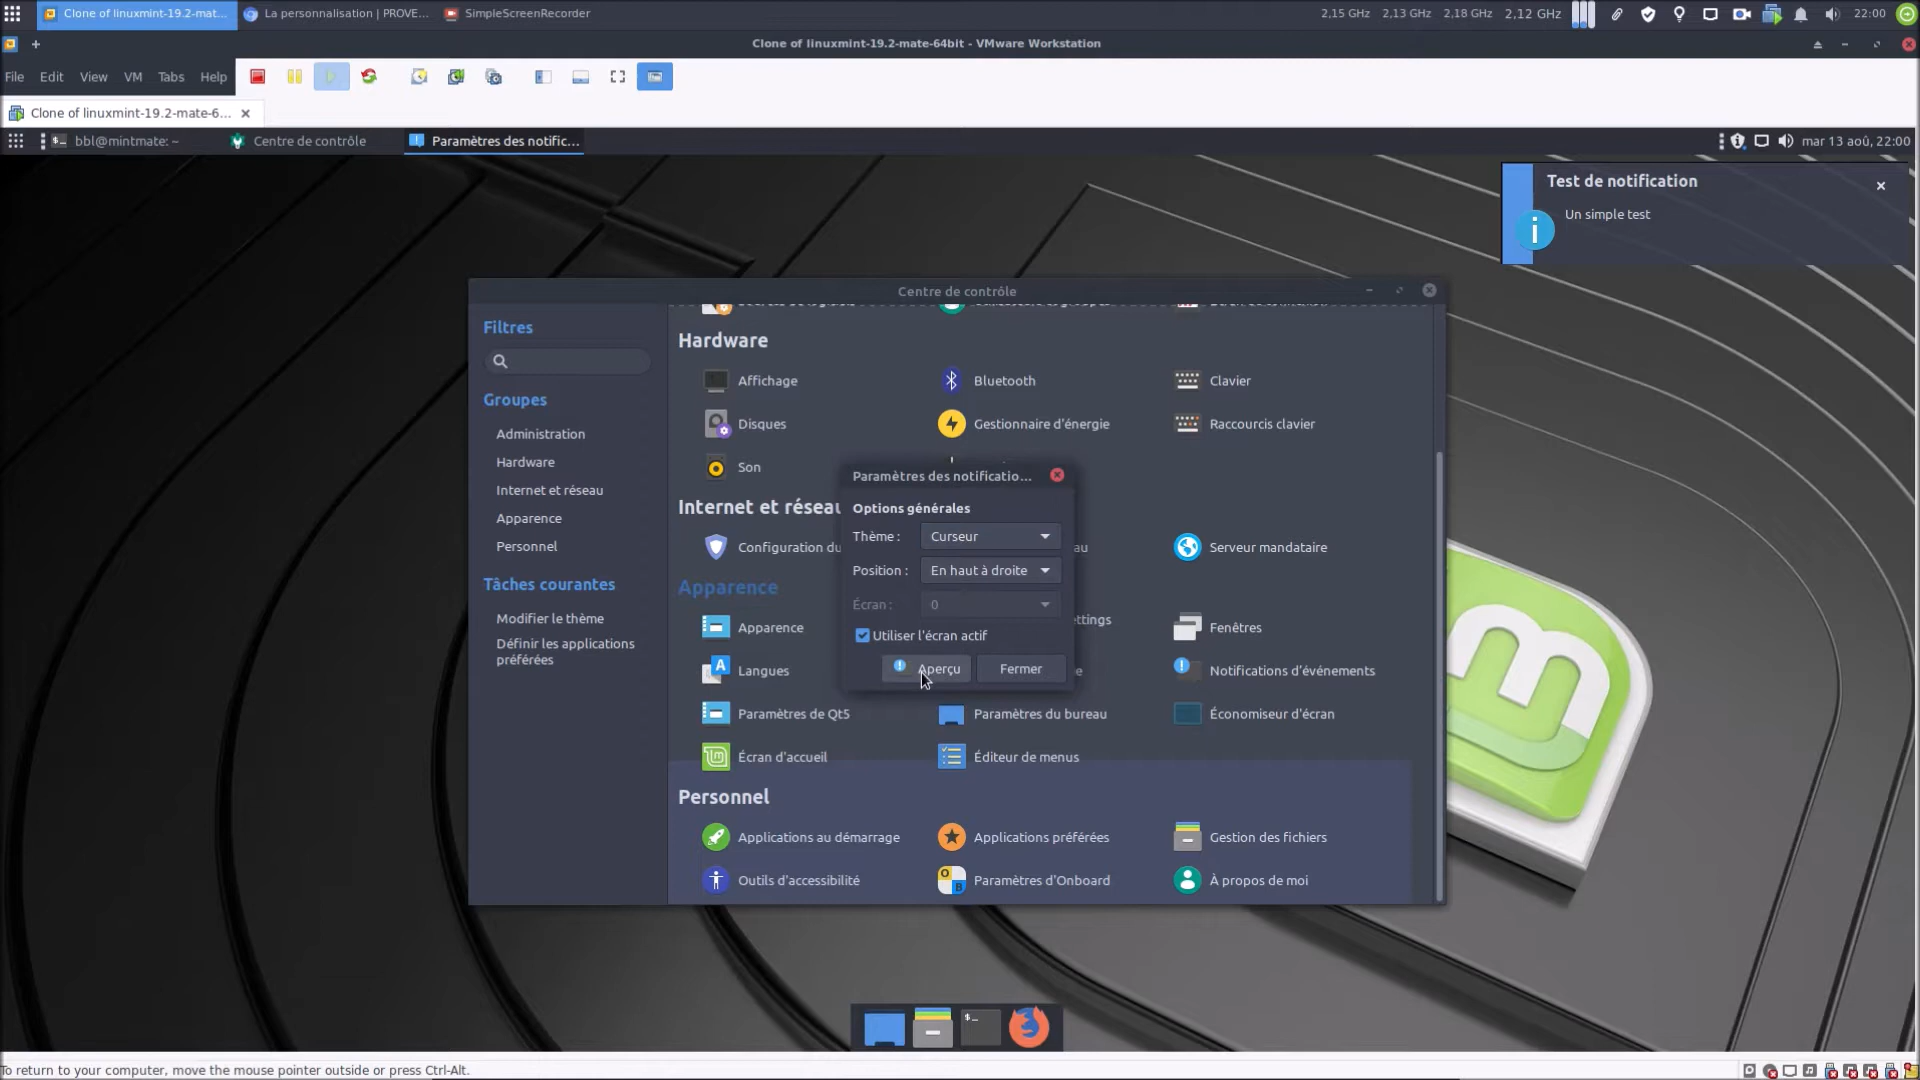 Clone of linuxmint-19.2-mate-mat...
La personnalisation | PROVE...
SimpleScreenRecorder
2,15 GHz
2,13 GHz
2,18 GHz
2,12 GHz
22:00
Clone of linuxmint-19.2-mate-64bit - VMware Workstation
File
Edit
View
VM
Tabs
Help
Clone of linuxmint-19.2-mate-6...
bbl@mintmate: ~
Centre de contrôle
Paramètres des notific...
mar 13 aoû, 22:00
Test de notification
Un simple test
Centre de contrôle
Filtres
Groupes
Administration
Hardware
Internet et réseau
Apparence
Personnel
Tâches courantes
Modifier le thème
Définir les applications
préférées
Hardware
Affichage
Bluetooth
Clavier
Disques
Gestionnaire d'énergie
Raccourcis clavier
Son
Internet et réseau
Configuration du
au
Serveur mandataire
Apparence
Apparence
ettings
Fenêtres
Langues
e
Notifications d'événements
Paramètres de Qt5
Paramètres du bureau
Économiseur d'écran
Écran d'accueil
Éditeur de menus
Personnel
Applications au démarrage
Applications préférées
Gestion des fichiers
Outils d'accessibilité
Paramètres d'Onboard
À propos de moi
Paramètres des notificatio...
Options générales
Thème :
Curseur
Position :
En haut à droite
Écran :
0
Utiliser l'écran actif
Aperçu
Fermer
To return to your computer, move the mouse pointer outside or press Ctrl-Alt.